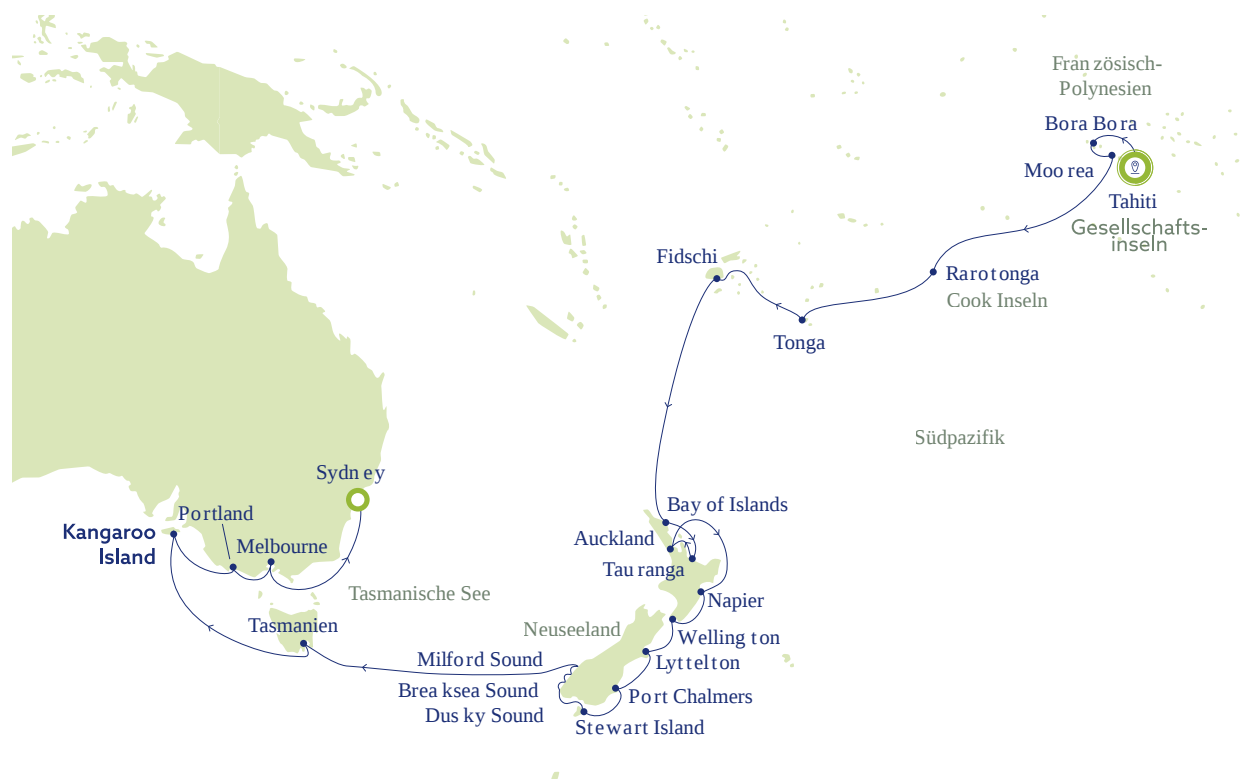 Französisch-
Polynesien
Bora Bora
Moorea
Tahiti
Gesellschafts-
inseln
Fidschi
Rarotonga
Cook Inseln
Tonga
Südpazifik
Sydney
Bay of Islands
Portland
Kangaroo
Island
Auckland
Melbourne
Tauranga
Tasmanische See
Napier
Tasmanien
Neuseeland
Wellington
Milford Sound
Lyttelton
Breaksea Sound
Port Chalmers
Dusky Sound
Stewart Island